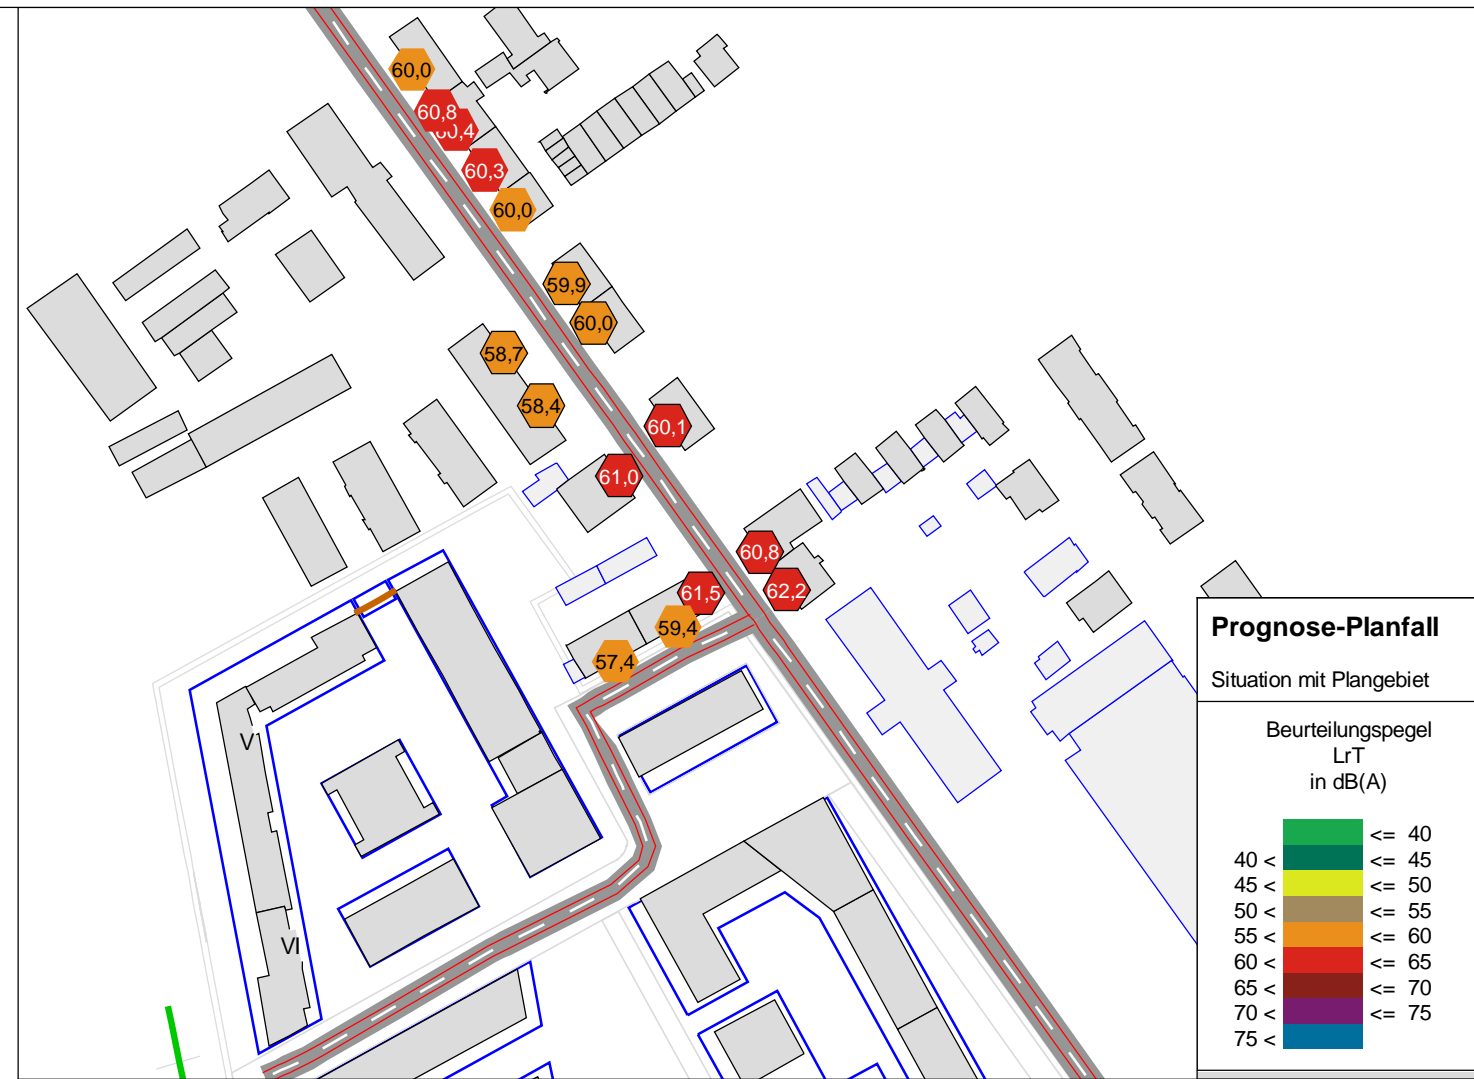 60,0
60,8
60,4
60,3
60,0
59,9
60,0
58,7
58,4
60,1
61,0
60,8
61,5
62,2
59,4
57,4
V
VI
Prognose-Planfall
Situation mit Plangebiet
Beurteilungspegel
LrT
in dB(A)
<= 40
40 < <= 45
45 < <= 50
50 < <= 55
55 < <= 60
60 < <= 65
65 < <= 70
70 < <= 75
75 <